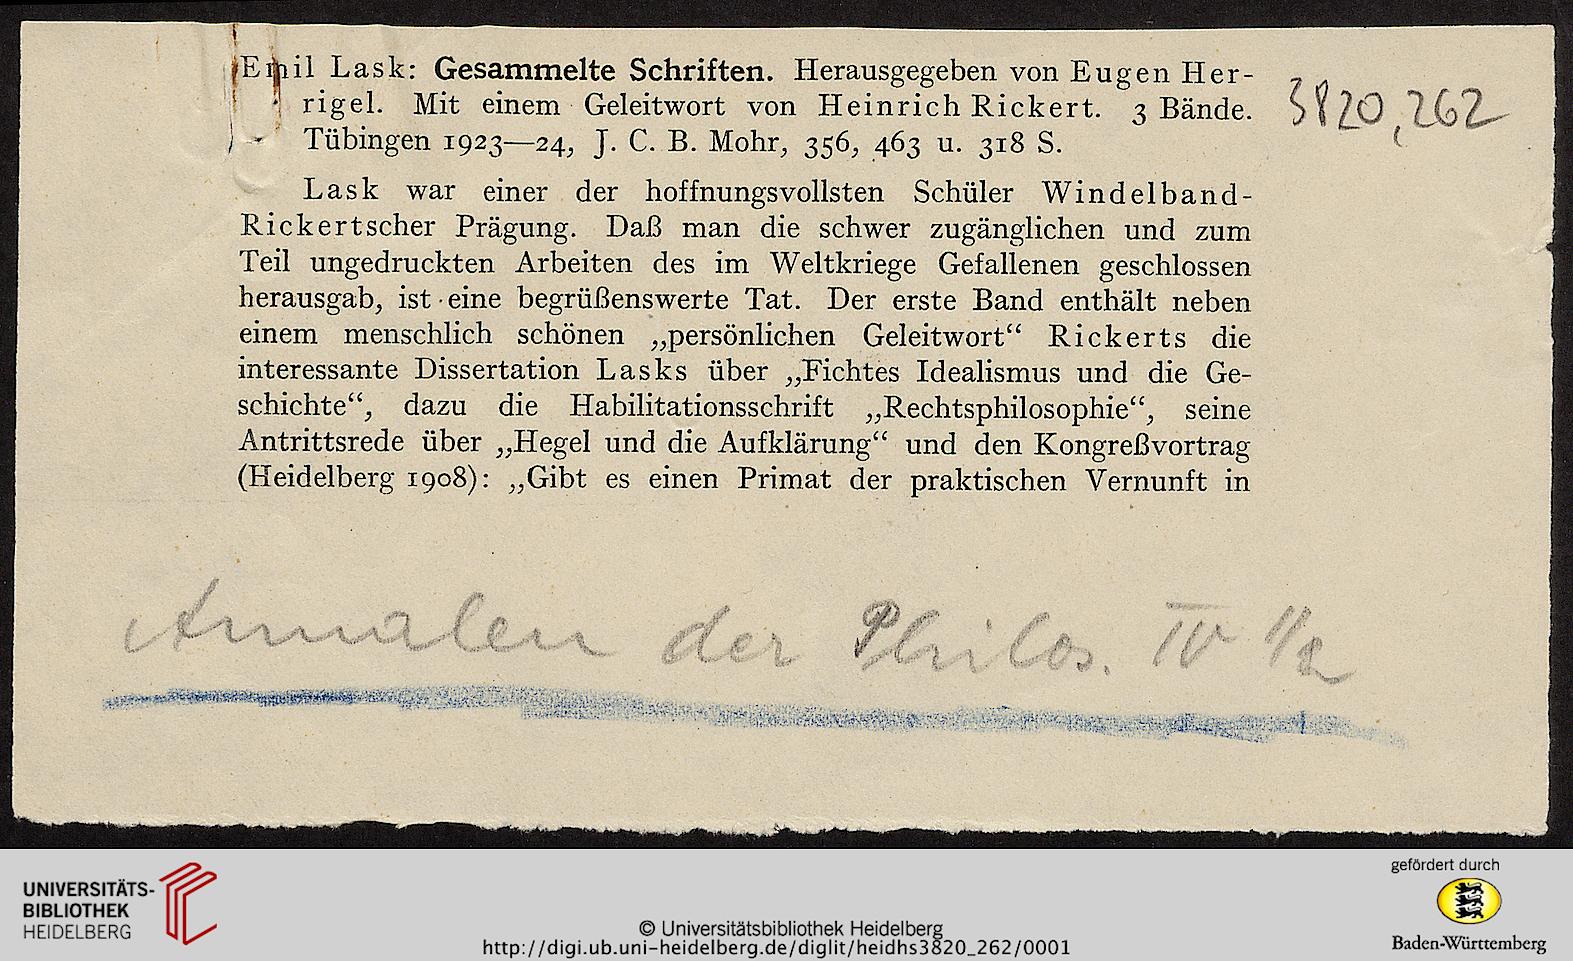 Emil Lask: Gesammelte Schriften. Herausgegeben von Eugen Her-
rigel. Mit einem Geleitwort von Heinrich Rickert. 3 Bände.
Tübingen 1923—24, J. C. B. Mohr, 356, 463 u. 318 S.
3820,262
Lask war einer der hoffnungsvollsten Schüler Windelband-
Rickertscher Prägung. Daß man die schwer zugänglichen und zum
Teil ungedruckten Arbeiten des im Weltkriege Gefallenen geschlossen
herausgab, ist eine begrüßenswerte Tat. Der erste Band enthält neben
einem menschlich schönen „persönlichen Geleitwort“ Rickerts die
interessante Dissertation Lasks über „Fichtes Idealismus und die Ge-
schichte“, dazu die Habilitationsschrift „Rechtsphilosophie“, seine
Antrittsrede über „Hegel und die Aufklärung“ und den Kongreßvortrag
(Heidelberg 1908): „Gibt es einen Primat der praktischen Vernunft in
Annalen der Philos. IV 1/2
UNIVERSITÄTS-
BIBLIOTHEK
HEIDELBERG
© Universitätsbibliothek Heidelberg
http://digi.ub.uni-heidelberg.de/diglit/heidhs3820_262/0001
gefördert durch
Baden-Württemberg